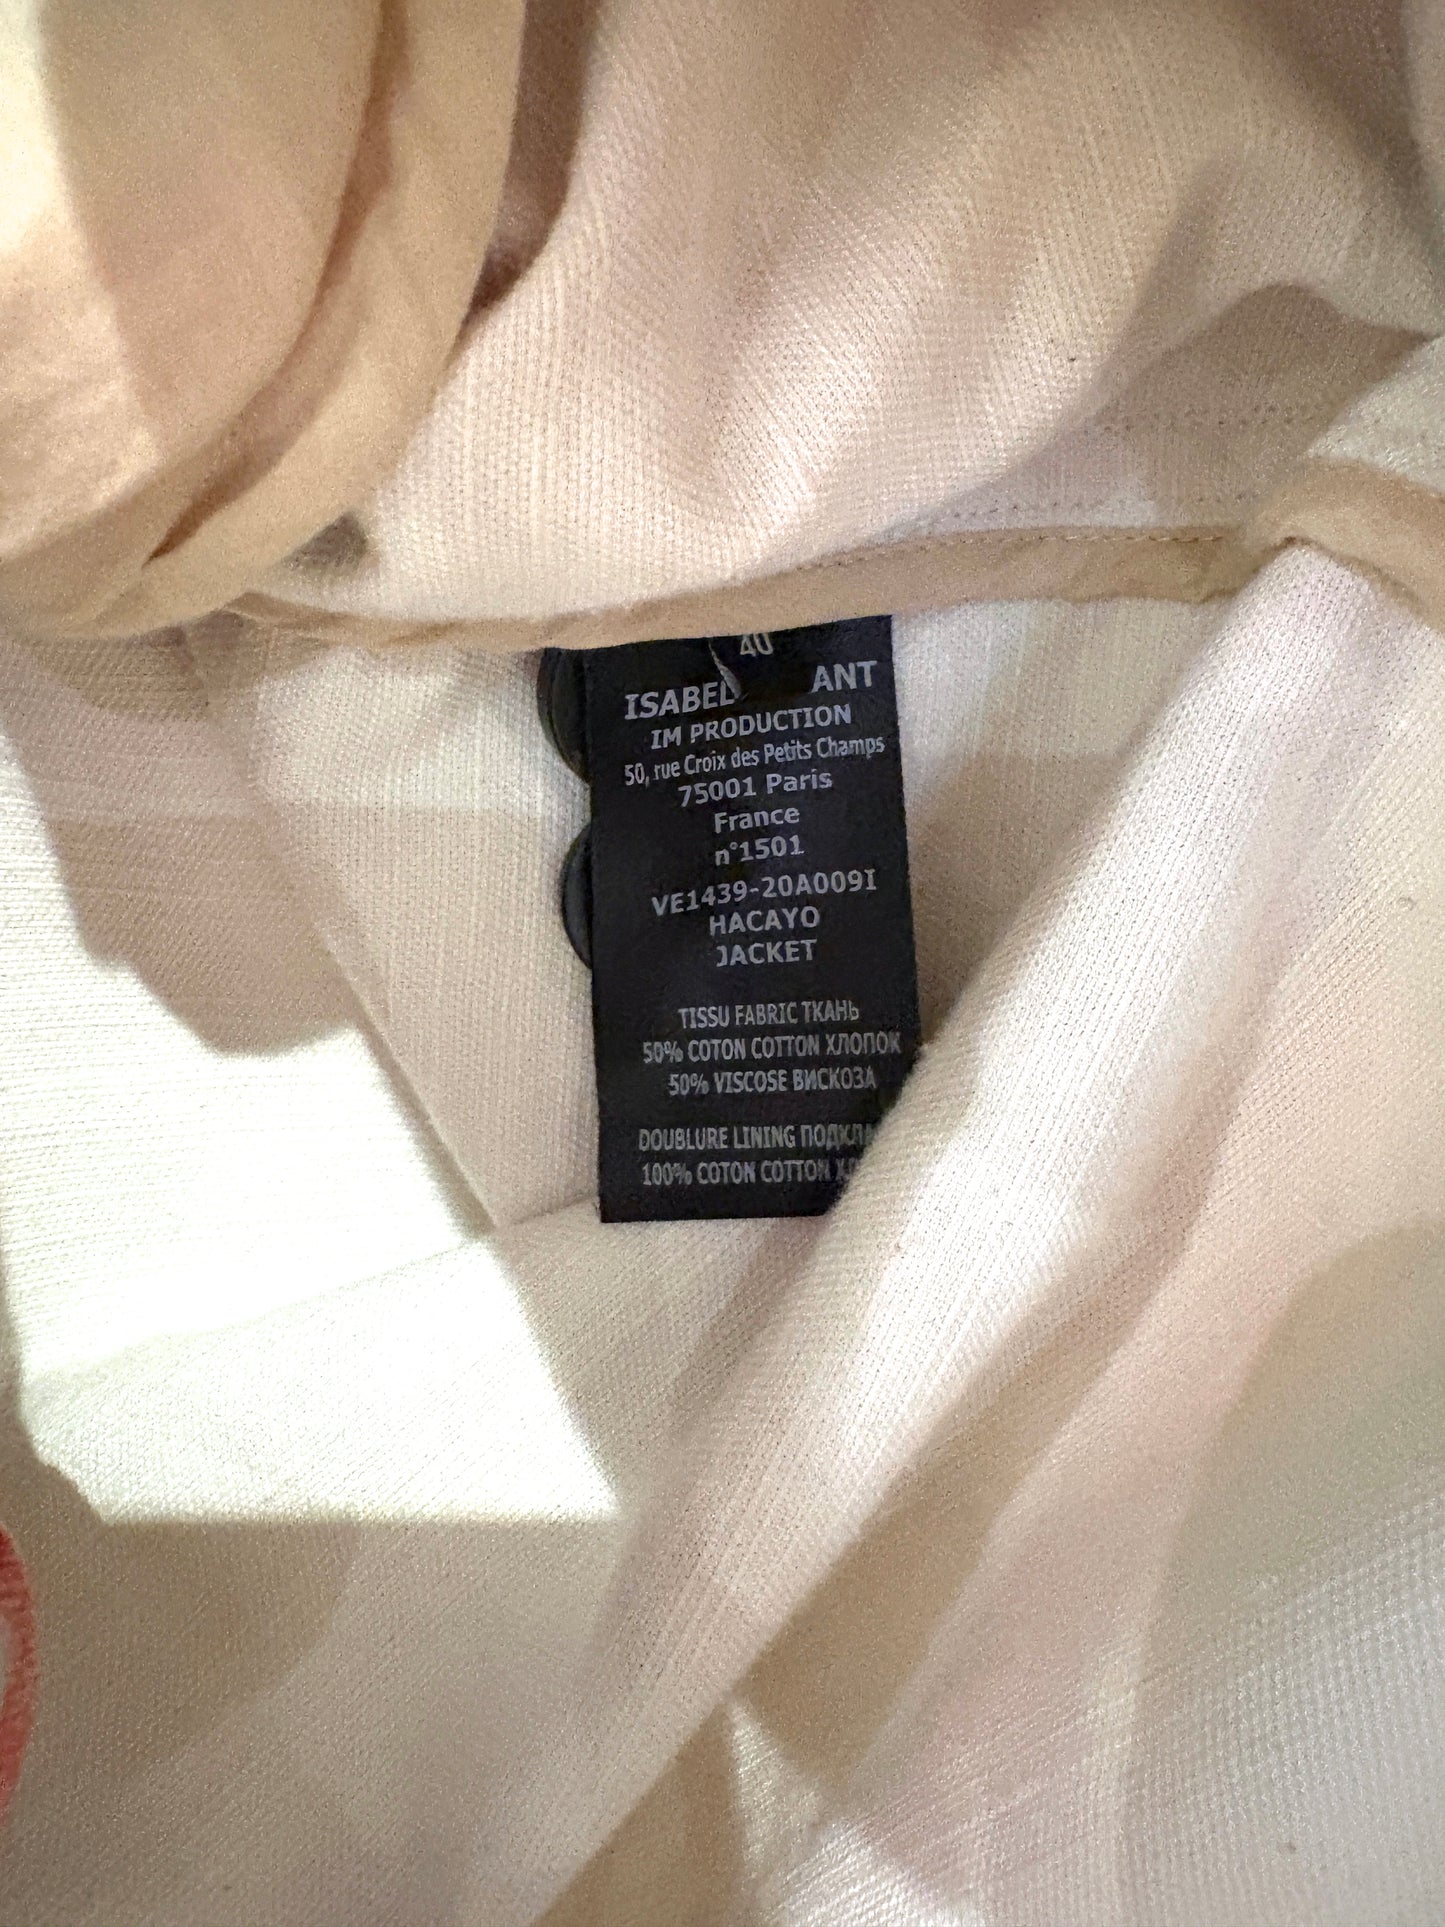 40
ISABEL ANT
IM PRODUCTION
50, rue Croix des Petits Champs
75001 Paris
France
n°1501
VE1439-20A009I
HACAYO
JACKET
TISSU FABRIC ТКАНЬ
50% COTON COTTON ХЛОПОК
50% VISCOSE ВИСКОЗА
DOUBLURE LINING ПОДКЛА
100% COTON COTTON